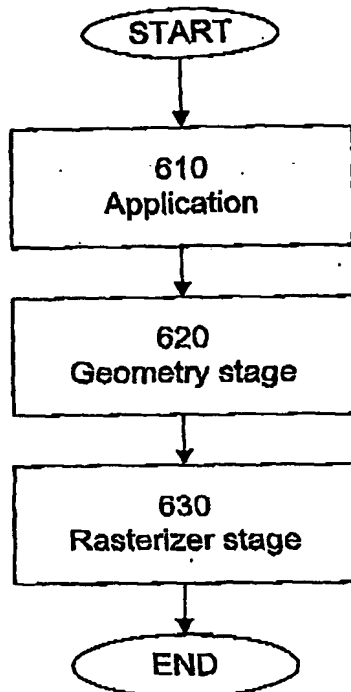 START
610
Application
620
Geometry stage
630
Rasterizer stage
END